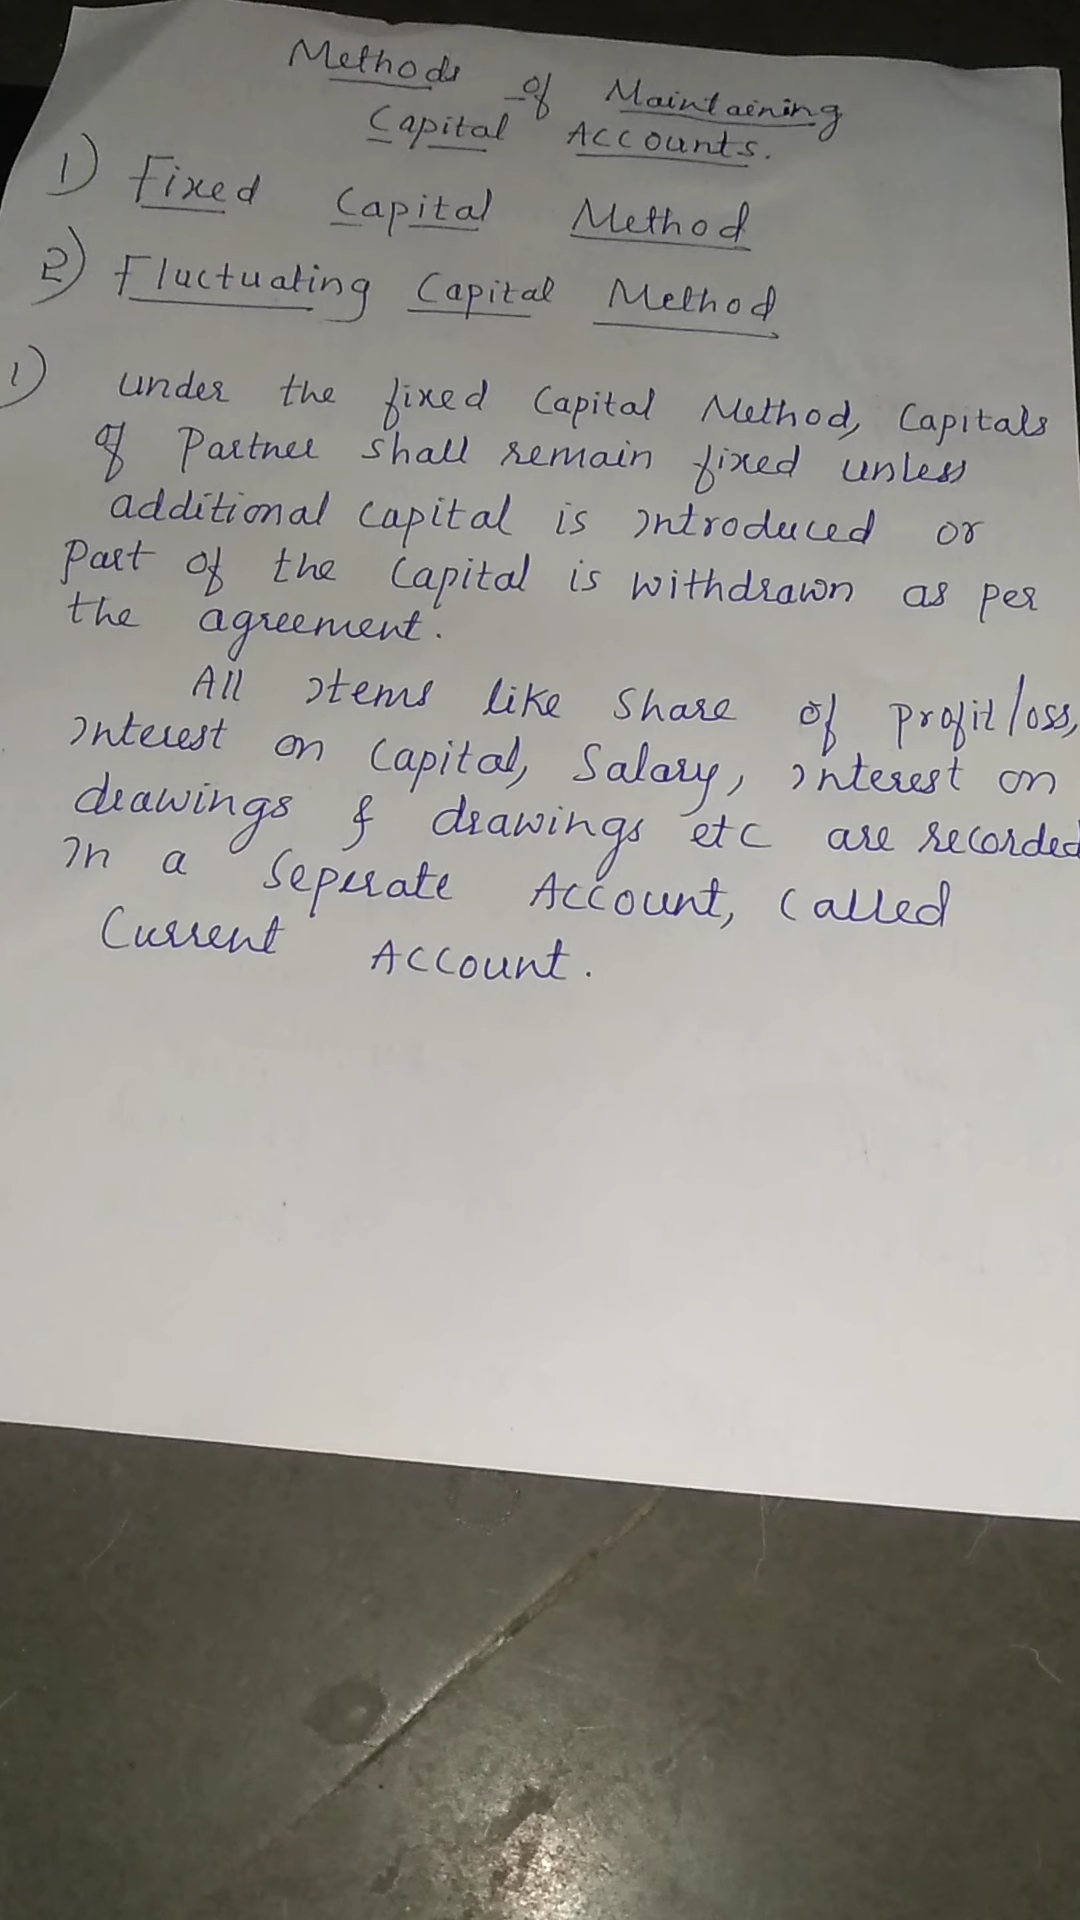 Methods of Maintaining
Capital Accounts.
1) Fixed Capital Method
2) Fluctuating Capital Method
1) under the fixed Capital Method, Capitals
of Partner shall remain fixed unless
additional capital is introduced or
Part of the Capital is withdrawn as per
the agreement.
All items like share of profit/loss,
interest on Capital, Salary, interest on
drawings & drawings etc are recorded
in a seperate Account, called
Current Account.